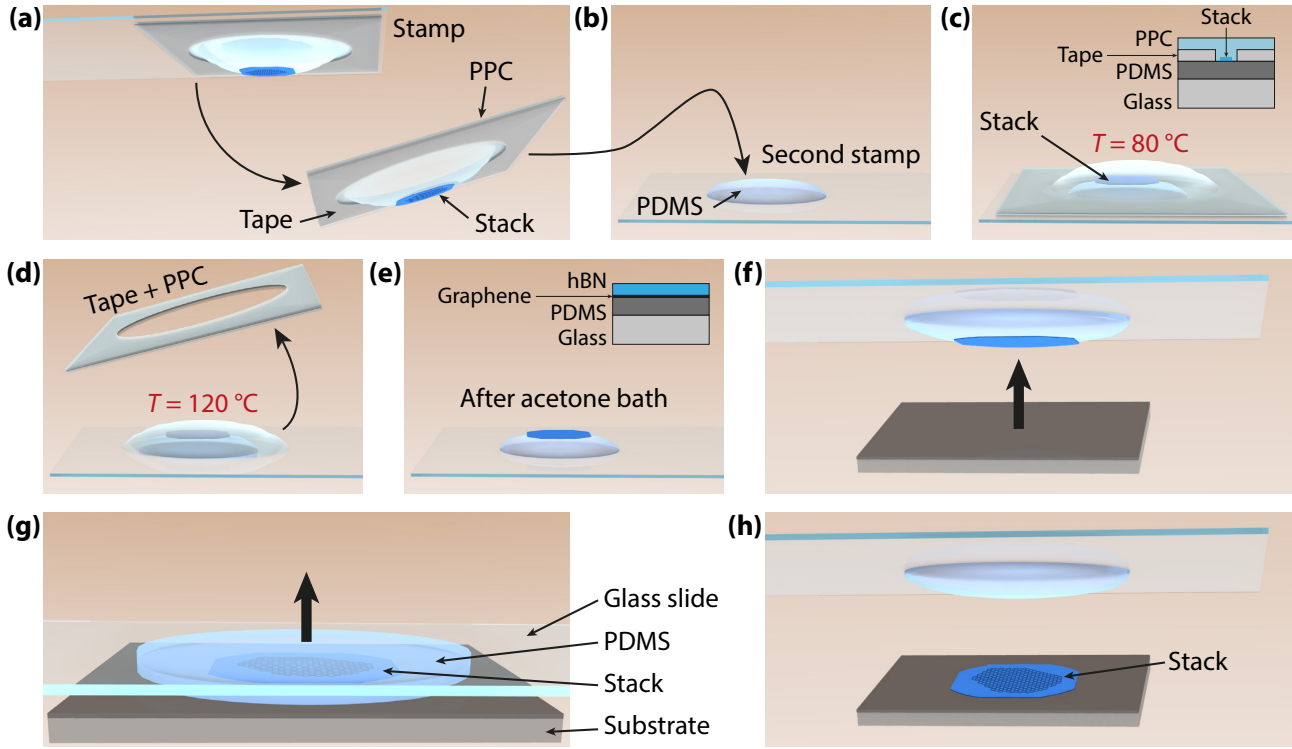 (a)
Stamp
PPC
Tape
Stack
(b)
Second stamp
PDMS
(c)
Stack
PPC
Tape
PDMS
Glass
Stack
T = 80 °C
(d)
Tape + PPC
T = 120 °C
(e)
hBN
Graphene
PDMS
Glass
After acetone bath
(f)
(g)
Glass slide
PDMS
Stack
Substrate
(h)
Stack